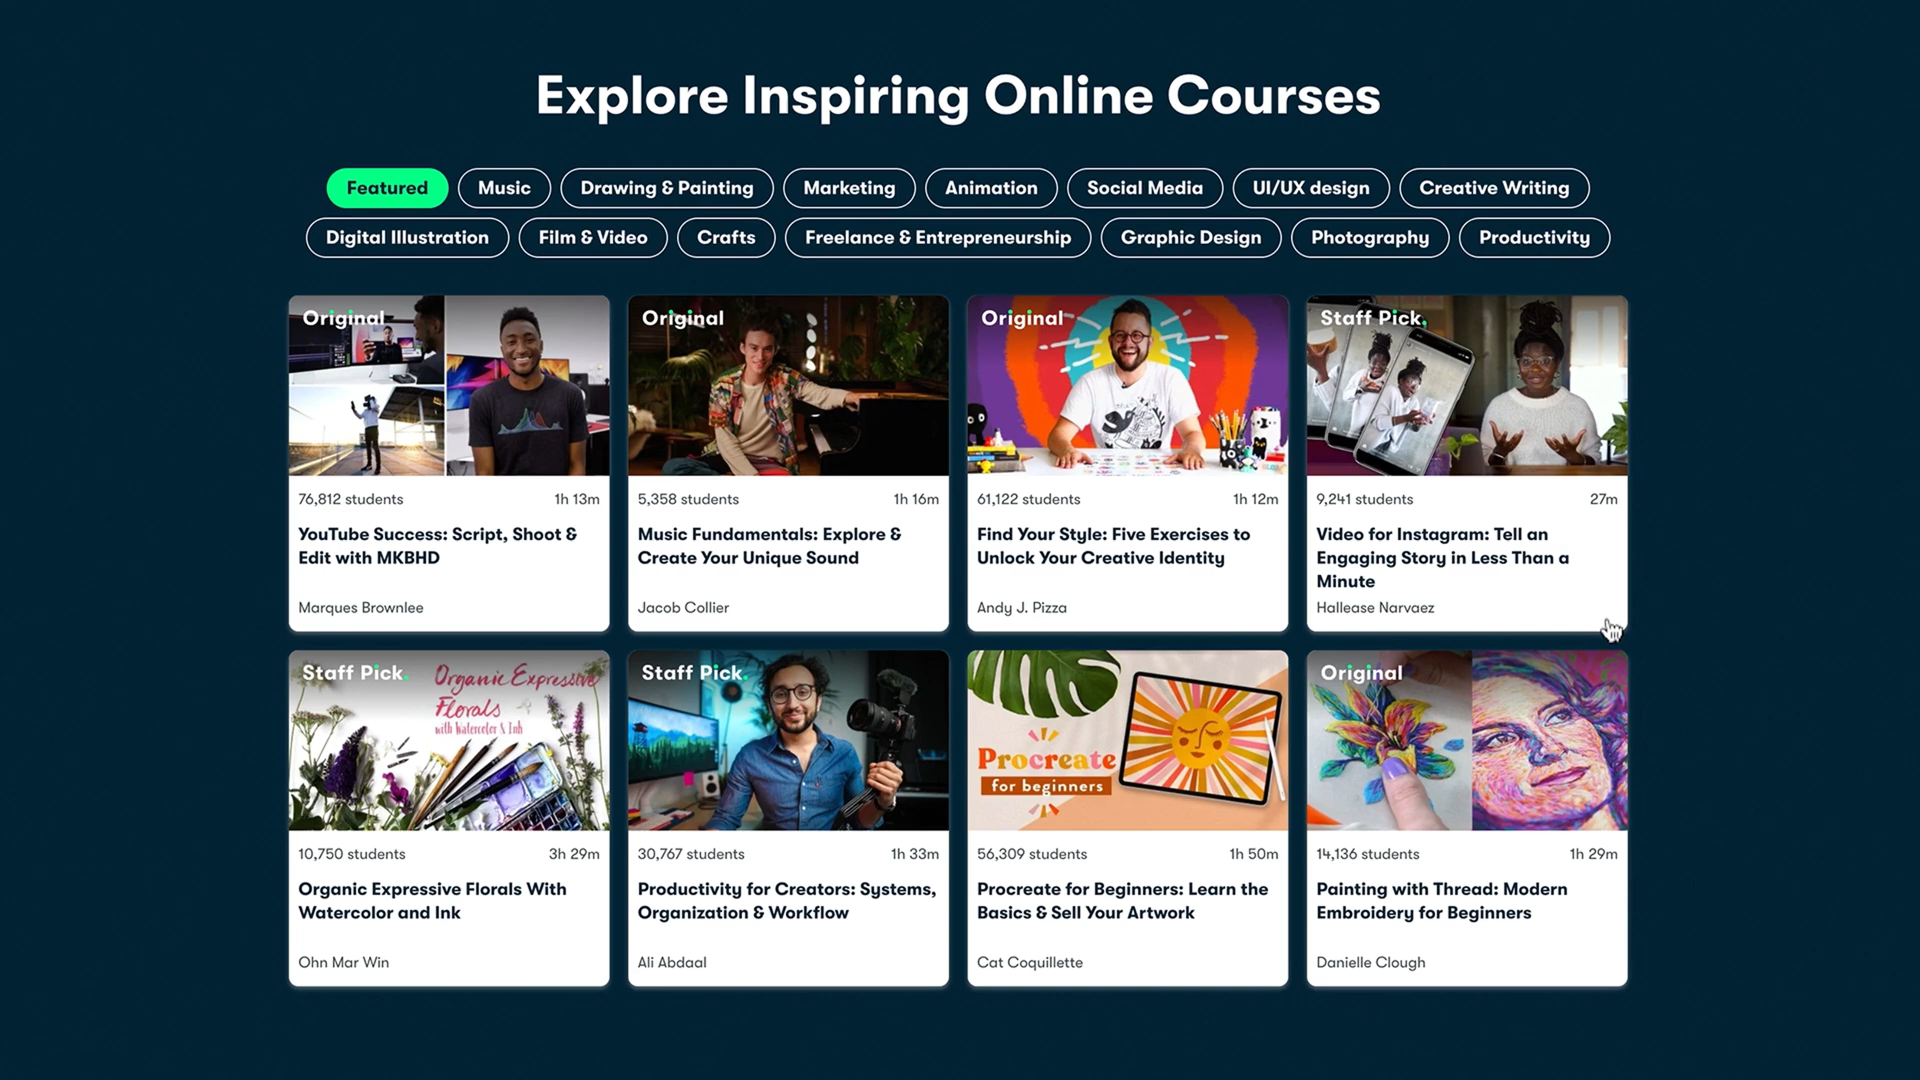 Explore Inspiring Online Courses
Featured
Music
Drawing & Painting
Marketing
Animation
Social Media
UI/UX design
Creative Writing
Digital Illustration
Film & Video
Crafts
Freelance & Entrepreneurship
Graphic Design
Photography
Productivity
Original
76,812 students 1h 13m
YouTube Success: Script, Shoot &
Edit with MKBHD
Marques Brownlee
Original
5,358 students 1h 16m
Music Fundamentals: Explore &
Create Your Unique Sound
Jacob Collier
Original
61,122 students 1h 12m
Find Your Style: Five Exercises to
Unlock Your Creative Identity
Andy J. Pizza
Staff Pick.
9,241 students 27m
Video for Instagram: Tell an
Engaging Story in Less Than a
Minute
Hallease Narvaez
Staff Pick.
Organic Expressive
Florals
with Watercolor & Ink
10,750 students 3h 29m
Organic Expressive Florals With
Watercolor and Ink
Ohn Mar Win
Staff Pick.
30,767 students 1h 33m
Productivity for Creators: Systems,
Organization & Workflow
Ali Abdaal
Procreate
for beginners
56,309 students 1h 50m
Procreate for Beginners: Learn the
Basics & Sell Your Artwork
Cat Coquillette
Original
14,136 students 1h 29m
Painting with Thread: Modern
Embroidery for Beginners
Danielle Clough